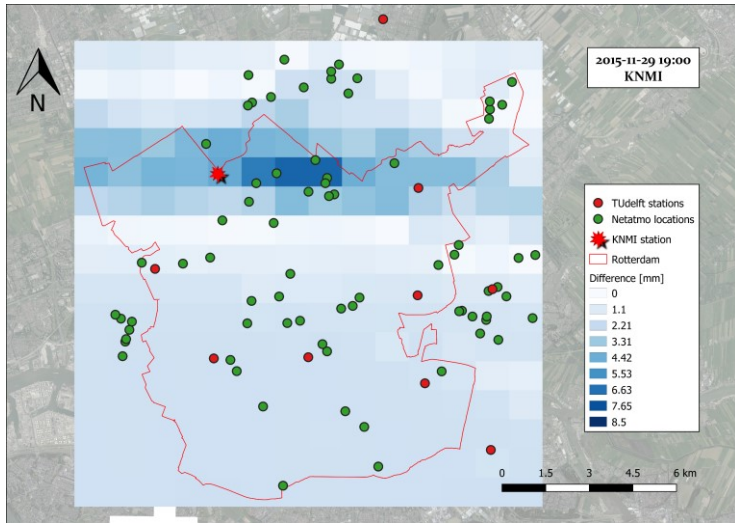 2015-11-29 19:00
KNMI
N
TUdelft stations
Netatmo locations
KNMI station
Rotterdam
Difference [mm]
0
1.1
2.21
3.31
4.42
5.53
6.63
7.65
8.5
0 1.5 3 4.5 6 km